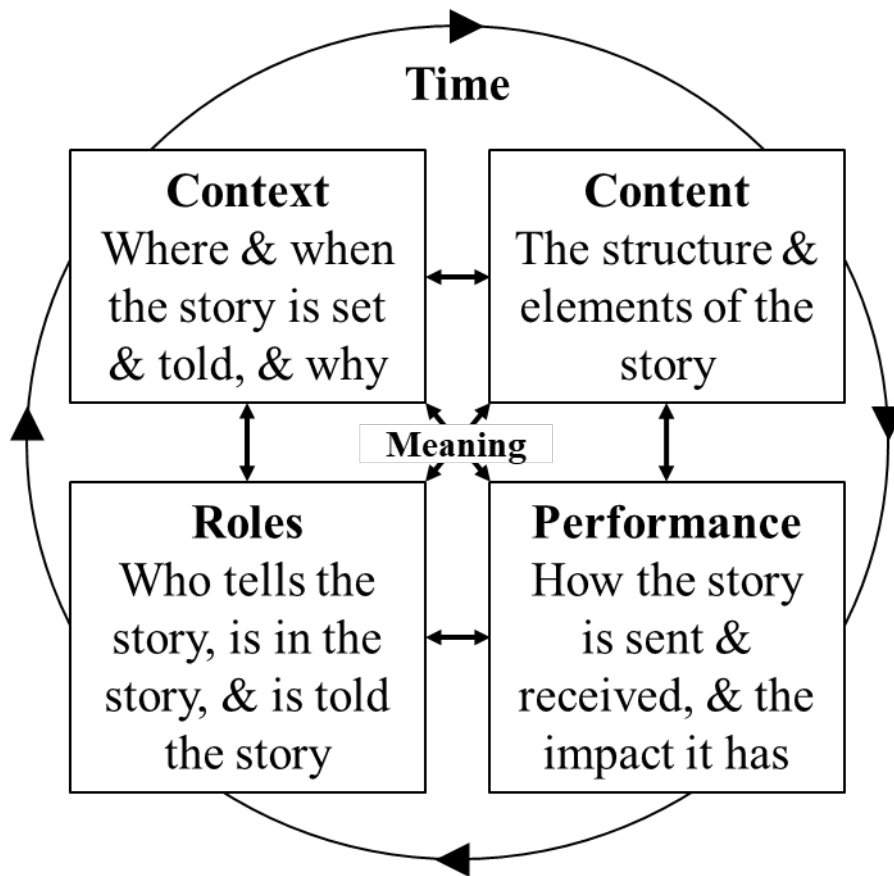 Time
Context
Where & when
the story is set
& told, & why
Content
The structure &
elements of the
story
Meaning
Roles
Who tells the
story, is in the
story, & is told
the story
Performance
How the story
is sent &
received, & the
impact it has